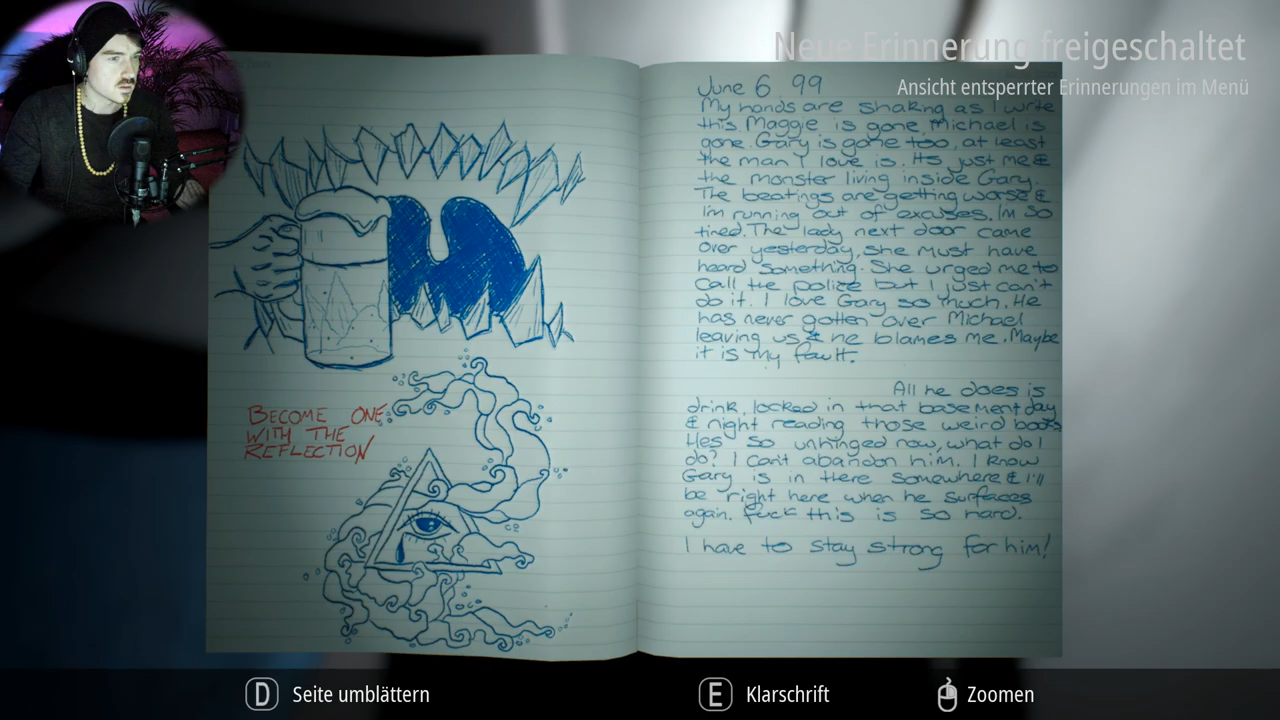 Neue Erinnerung freigeschaltet
Ansicht entsperrter Erinnerungen im Menü
BECOME ONE
WITH THE
REFLECTION
June 6 99
My hands are shaking as I write
this Maggie is gone, Michael is
gone. Gary is gone too, at least
the man I love is. Its just me &
the monster living inside Gary.
The beatings are getting worse &
I'm running out of excuses. Im so
tired. The lady next door came
over yesterday, she must have
heard something. She urged me to
call the police but I just can't
do it. I love Gary so much. He
has never gotten over Michael
leaving us & he blames me. Maybe
it is my fault.
All he does is
drink, locked in that basement day
& night reading those weird books
Hes so unhinged now, what do I
do? I cant abandon him. I know
Gary is in there somewhere & I'll
be right here when he surfaces
again. Fuck this is so hard.
I have to stay strong for him!
D Seite umblättern
E Klarschrift
Zoomen